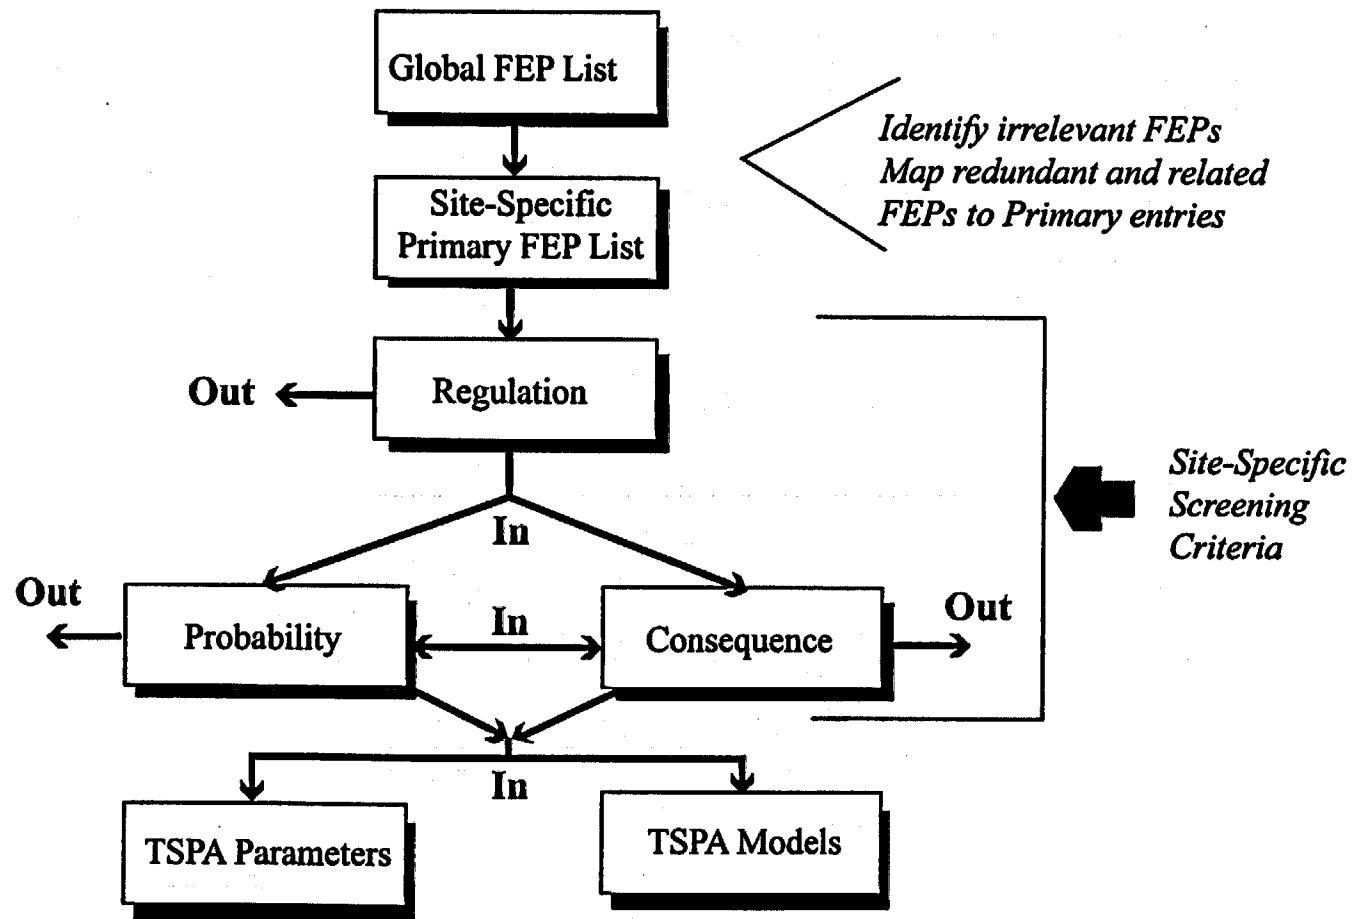 Global FEP List
Identify irrelevant FEPs
Map redundant and related
FEPs to Primary entries
Site-Specific
Primary FEP List
Out
Regulation
Site-Specific
Screening
Criteria
In
Out
Probability
In
Consequence
Out
In
TSPA Parameters
TSPA Models